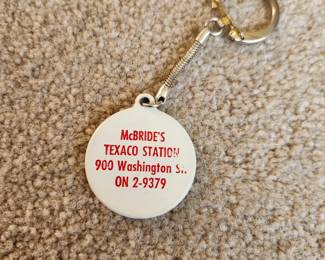 McBRIDE'S
TEXACO STATION
900 Washington St.
ON 2-9379